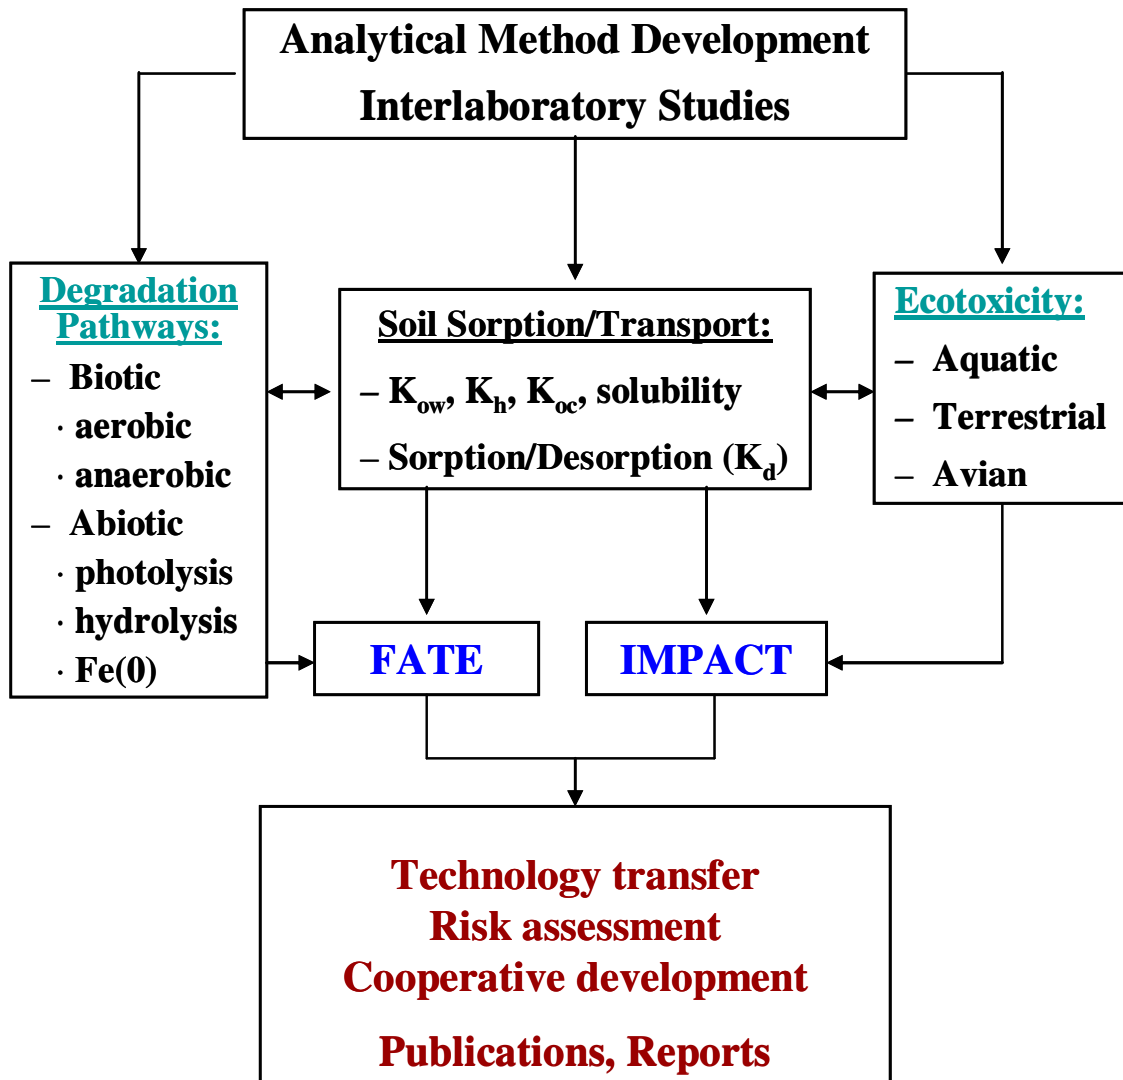 Analytical Method Development
Interlaboratory Studies
Degradation
Pathways:
– Biotic
· aerobic
· anaerobic
– Abiotic
· photolysis
· hydrolysis
· Fe(0)
Soil Sorption/Transport:
– Kow, Kh, Koc, solubility
– Sorption/Desorption (Kd)
Ecotoxicity:
– Aquatic
– Terrestrial
– Avian
FATE
IMPACT
Technology transfer
Risk assessment
Cooperative development
Publications, Reports